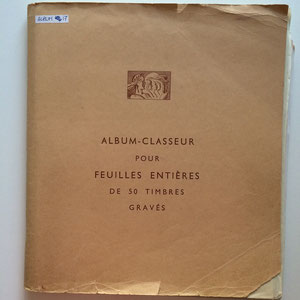 ALBUM-CLASSEUR
POUR
FEUILLES ENTIÈRES
DE 50 TIMBRES
GRAVÉS